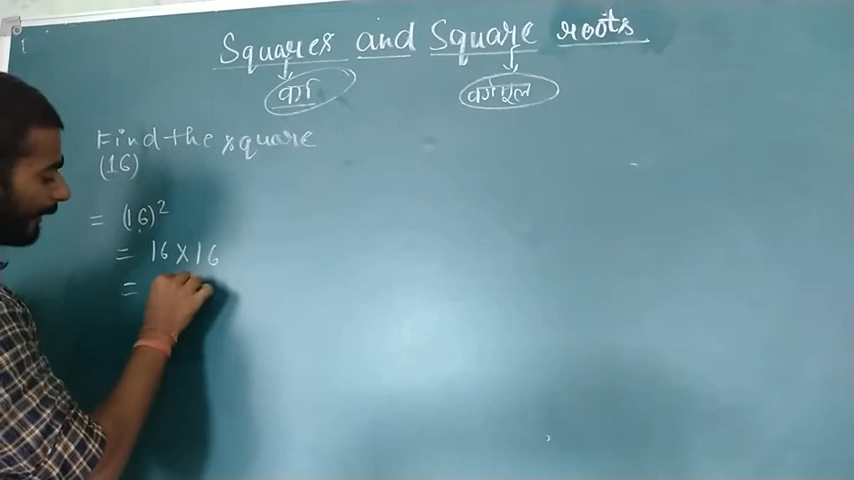 Squares and Square roots
वर्ग वर्गमूल
Find the square
(16)
= (16)²
= 16 X 16
=